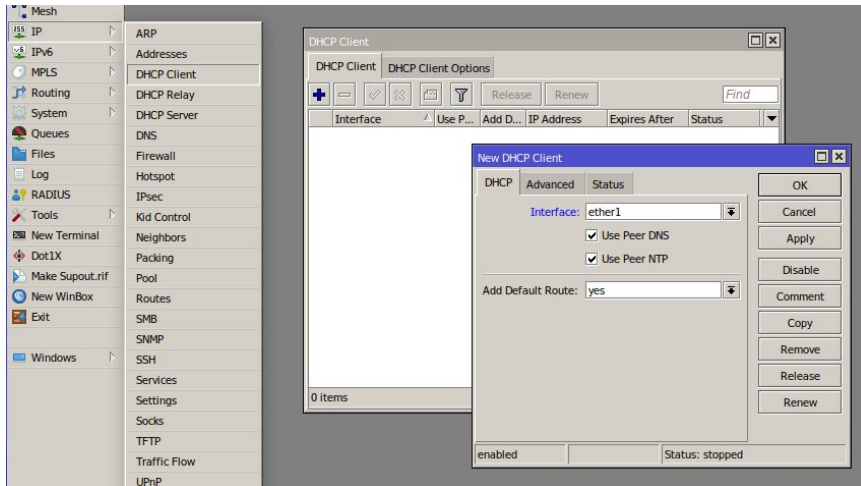 Mesh
IP
IPv6
MPLS
Routing
System
Queues
Files
Log
RADIUS
Tools
New Terminal
Dot1X
Make Supout.rif
New WinBox
Exit
Windows
ARP
Addresses
DHCP Client
DHCP Relay
DHCP Server
DNS
Firewall
Hotspot
IPsec
Kid Control
Neighbors
Packing
Pool
Routes
SMB
SNMP
SSH
Services
Settings
Socks
TFTP
Traffic Flow
UPnP
DHCP Client
DHCP Client DHCP Client Options
Release Renew Find
Interface Use P... Add D... IP Address Expires After Status
0 items
New DHCP Client
DHCP Advanced Status
Interface: ether1
Use Peer DNS
Use Peer NTP
Add Default Route: yes
OK
Cancel
Apply
Disable
Comment
Copy
Remove
Release
Renew
enabled Status: stopped